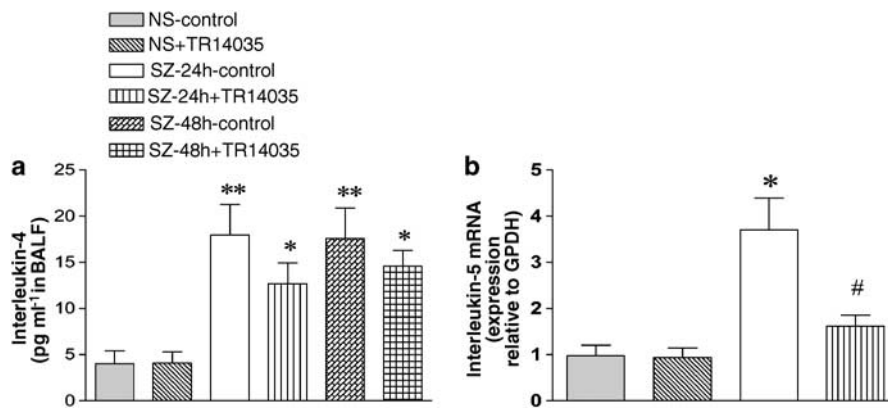 NS-control
NS+TR14035
SZ-24h-control
SZ-24h+TR14035
SZ-48h-control
SZ-48h+TR14035
a
Interleukin-4
(pg ml⁻¹ in BALF)
25
20
15
10
5
0
**
*
**
*
b
Interleukin-5 mRNA
(expression
relative to GPDH)
5
4
3
2
1
0
*
#